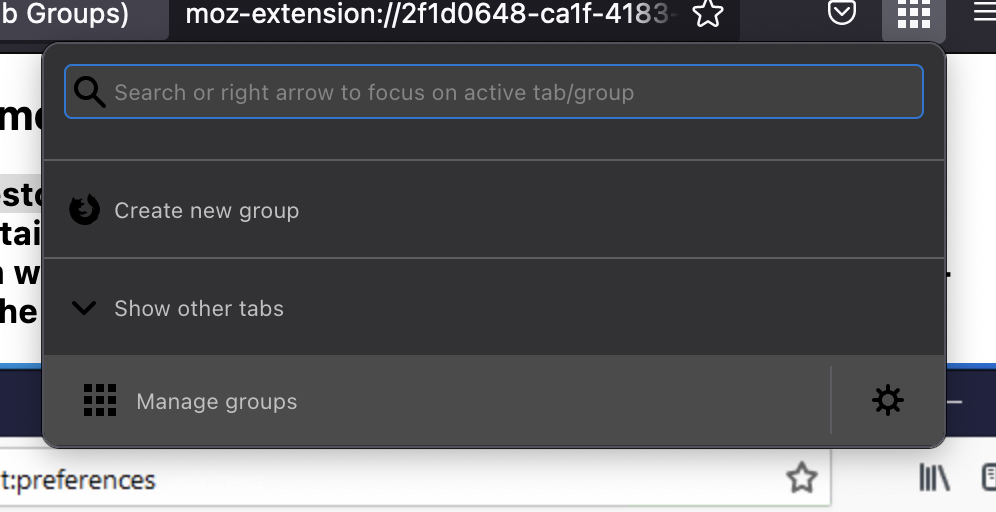 b Groups)
moz-extension://2f1d0648-ca1f-4183-
Search or right arrow to focus on active tab/group
Create new group
Show other tabs
Manage groups
t:preferences